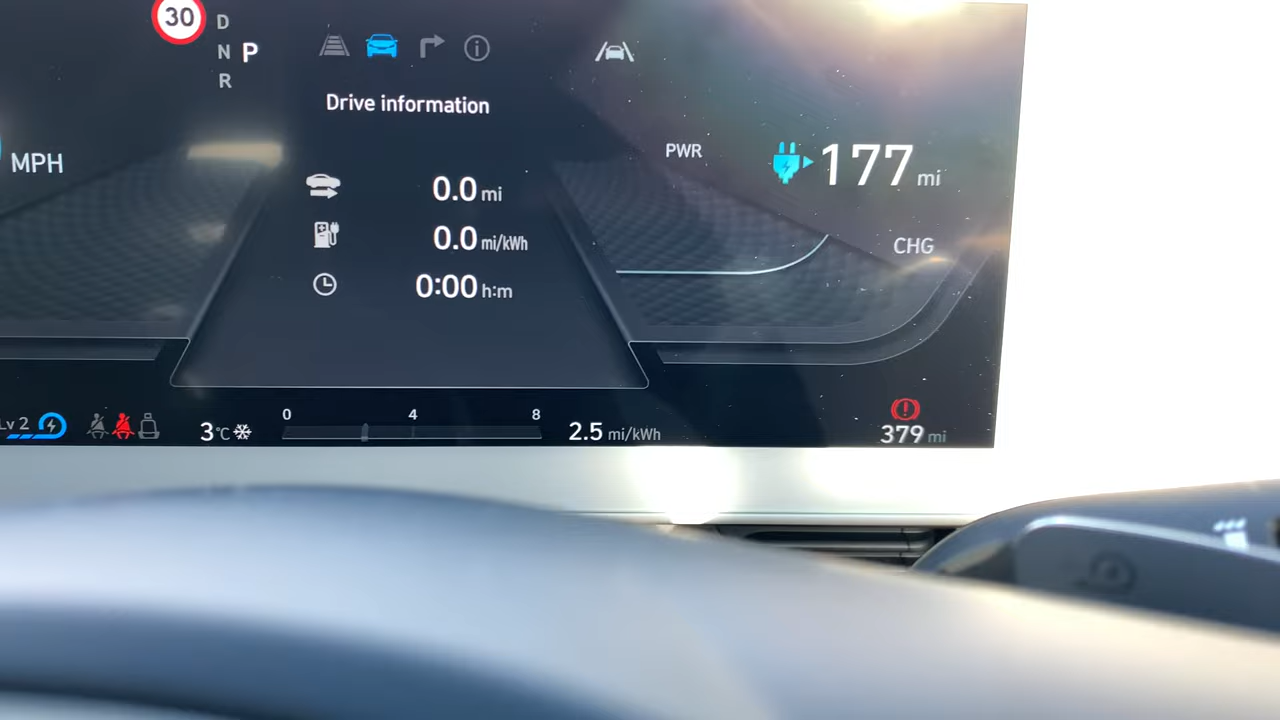 30
D
N P
R
Drive information
MPH
PWR
177 mi
0.0 mi
0.0 mi/kWh
CHG
0:00 h:m
0 4 8
Lv 2
3°C
2.5 mi/kWh
379 mi